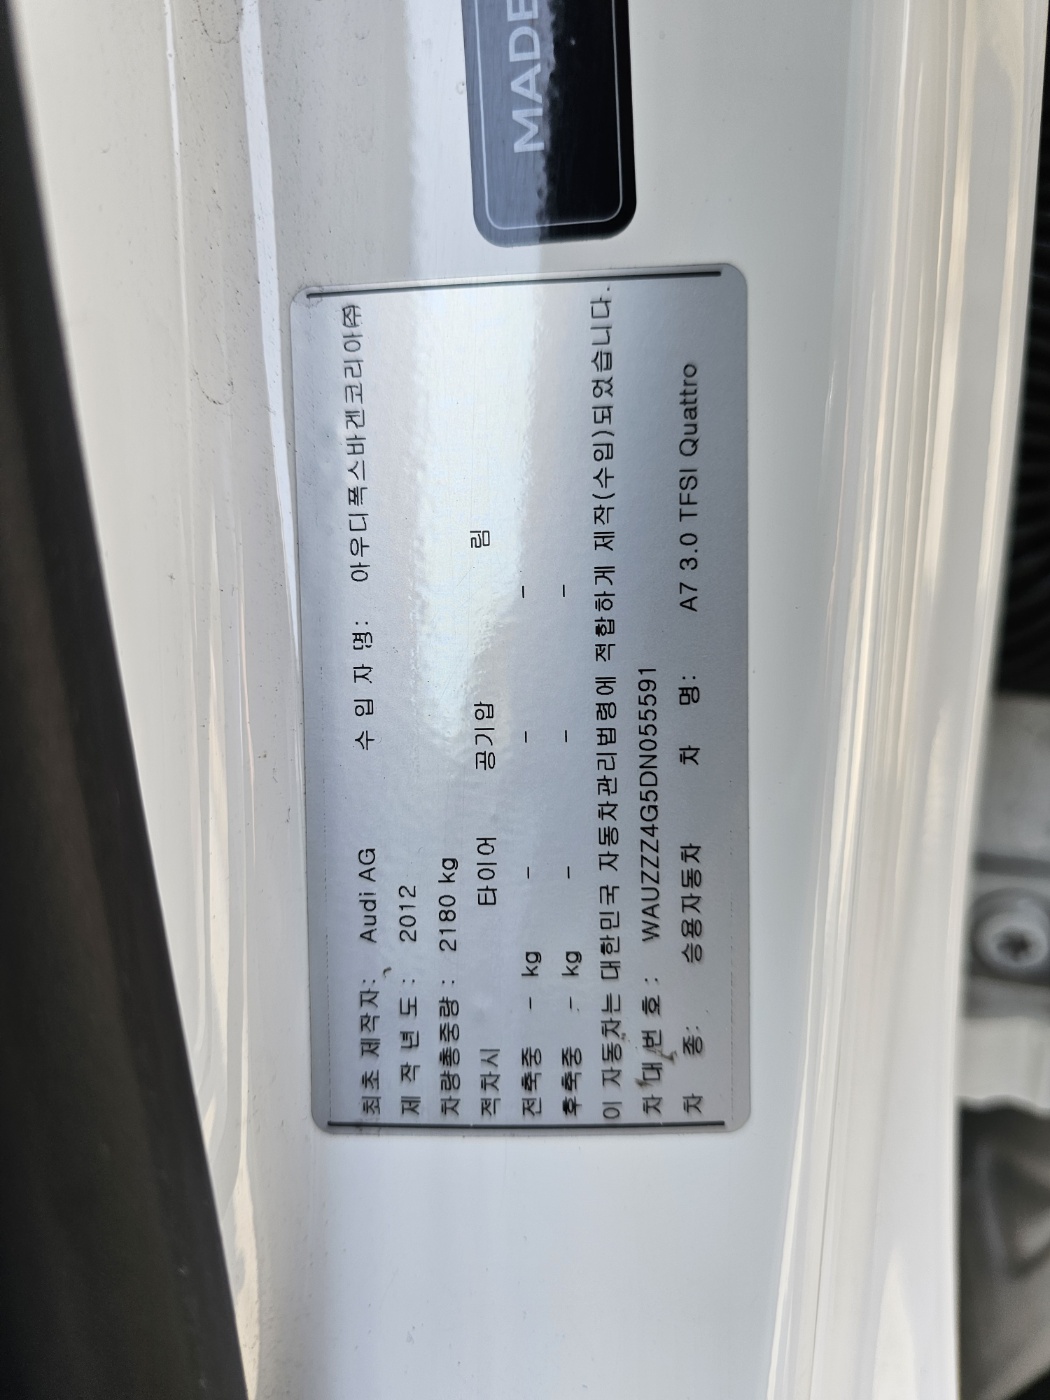 MADE
최초 제작자: Audi AG 수 입 자 명: 아우디폭스바겐코리아㈜
제 작 년 도 : 2012
차량총중량 : 2180 kg
적차시 타이어 공기압 림
전축중 - kg - - -
후축중 - kg - - -
이 자동차는 대한민국 자동차관리법령에 적합하게 제작(수입)되었습니다.
차 대 번 호 : WAUZZZ4G5DN055591
차 종: 승용자동차 차 명: A7 3.0 TFSI Quattro